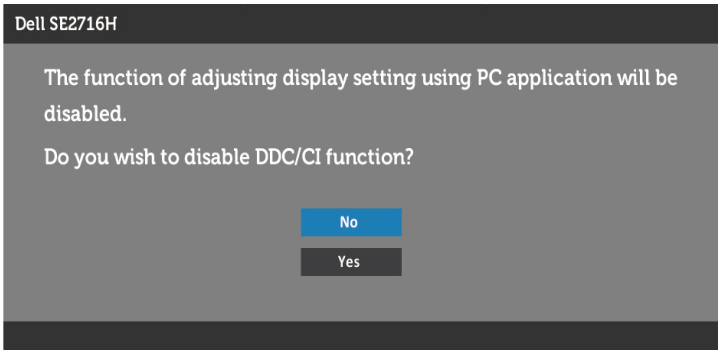 Dell SE2716H
The function of adjusting display setting using PC application will be
disabled.
Do you wish to disable DDC/CI function?
No
Yes